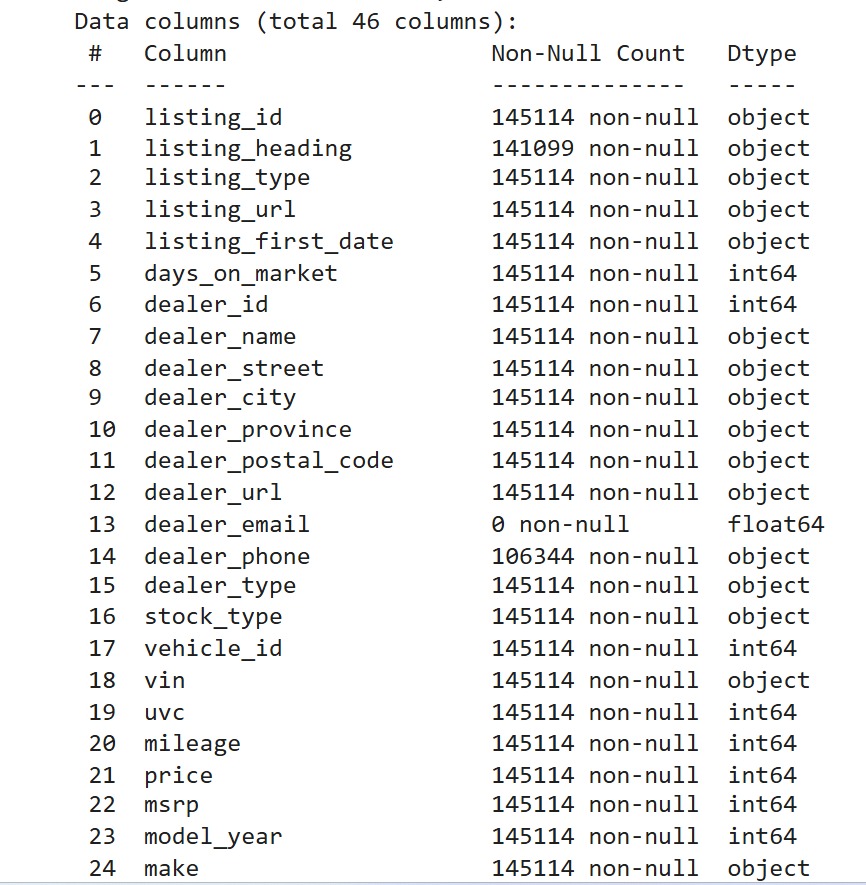 Data columns (total 46 columns):
# Column Non-Null Count Dtype
--- ------ -------------- -----
0 listing_id 145114 non-null object
1 listing_heading 141099 non-null object
2 listing_type 145114 non-null object
3 listing_url 145114 non-null object
4 listing_first_date 145114 non-null object
5 days_on_market 145114 non-null int64
6 dealer_id 145114 non-null int64
7 dealer_name 145114 non-null object
8 dealer_street 145114 non-null object
9 dealer_city 145114 non-null object
10 dealer_province 145114 non-null object
11 dealer_postal_code 145114 non-null object
12 dealer_url 145114 non-null object
13 dealer_email 0 non-null float64
14 dealer_phone 106344 non-null object
15 dealer_type 145114 non-null object
16 stock_type 145114 non-null object
17 vehicle_id 145114 non-null int64
18 vin 145114 non-null object
19 uvc 145114 non-null int64
20 mileage 145114 non-null int64
21 price 145114 non-null int64
22 msrp 145114 non-null int64
23 model_year 145114 non-null int64
24 make 145114 non-null object